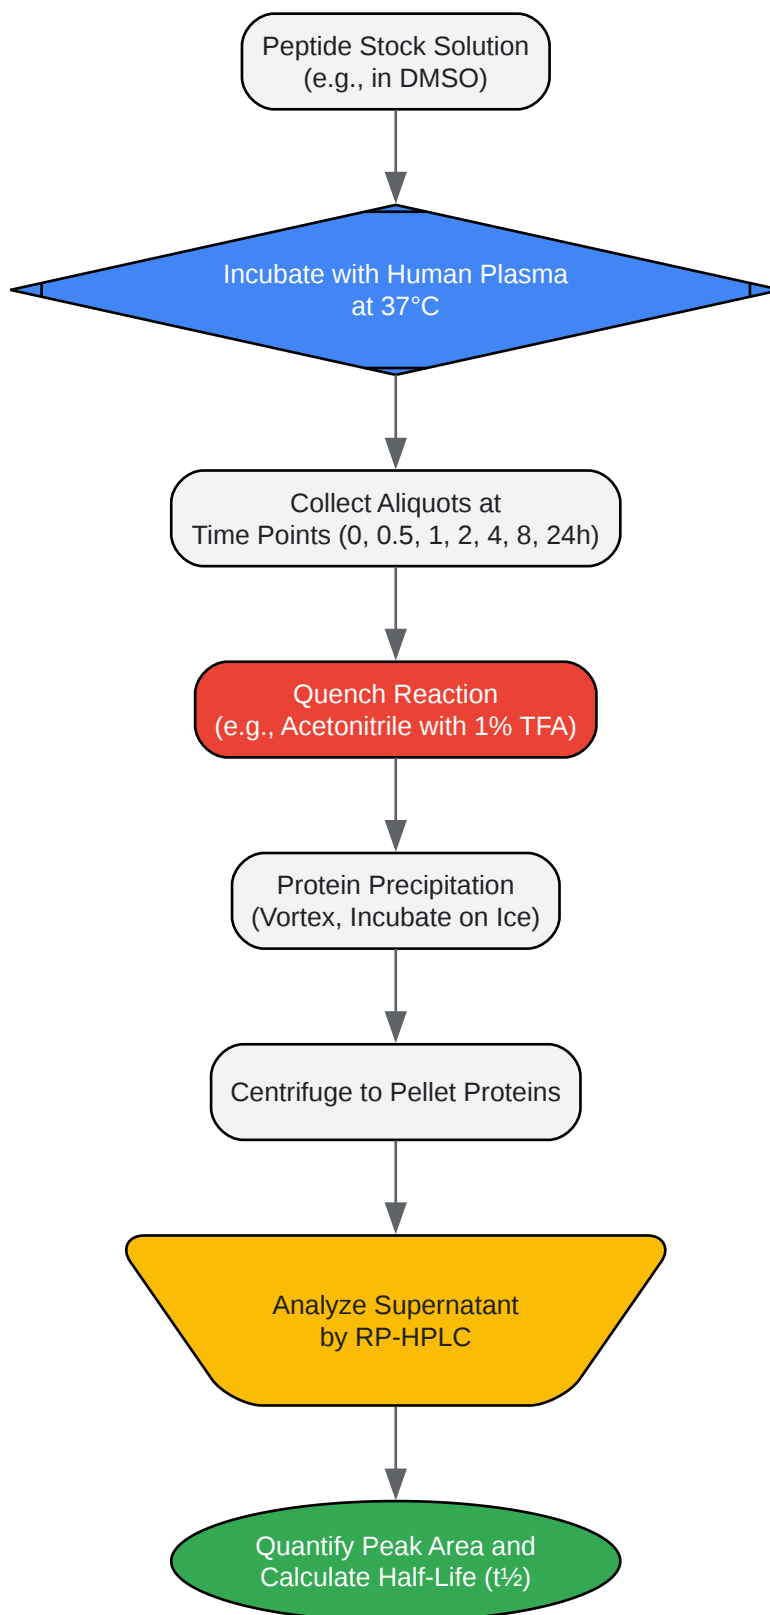 Peptide Stock Solution
(e.g., in DMSO)
Incubate with Human Plasma
at 37°C
Collect Aliquots at
Time Points (0, 0.5, 1, 2, 4, 8, 24h)
Quench Reaction
(e.g., Acetonitrile with 1% TFA)
Protein Precipitation
(Vortex, Incubate on Ice)
Centrifuge to Pellet Proteins
Analyze Supernatant
by RP-HPLC
Quantify Peak Area and
Calculate Half-Life (t½)